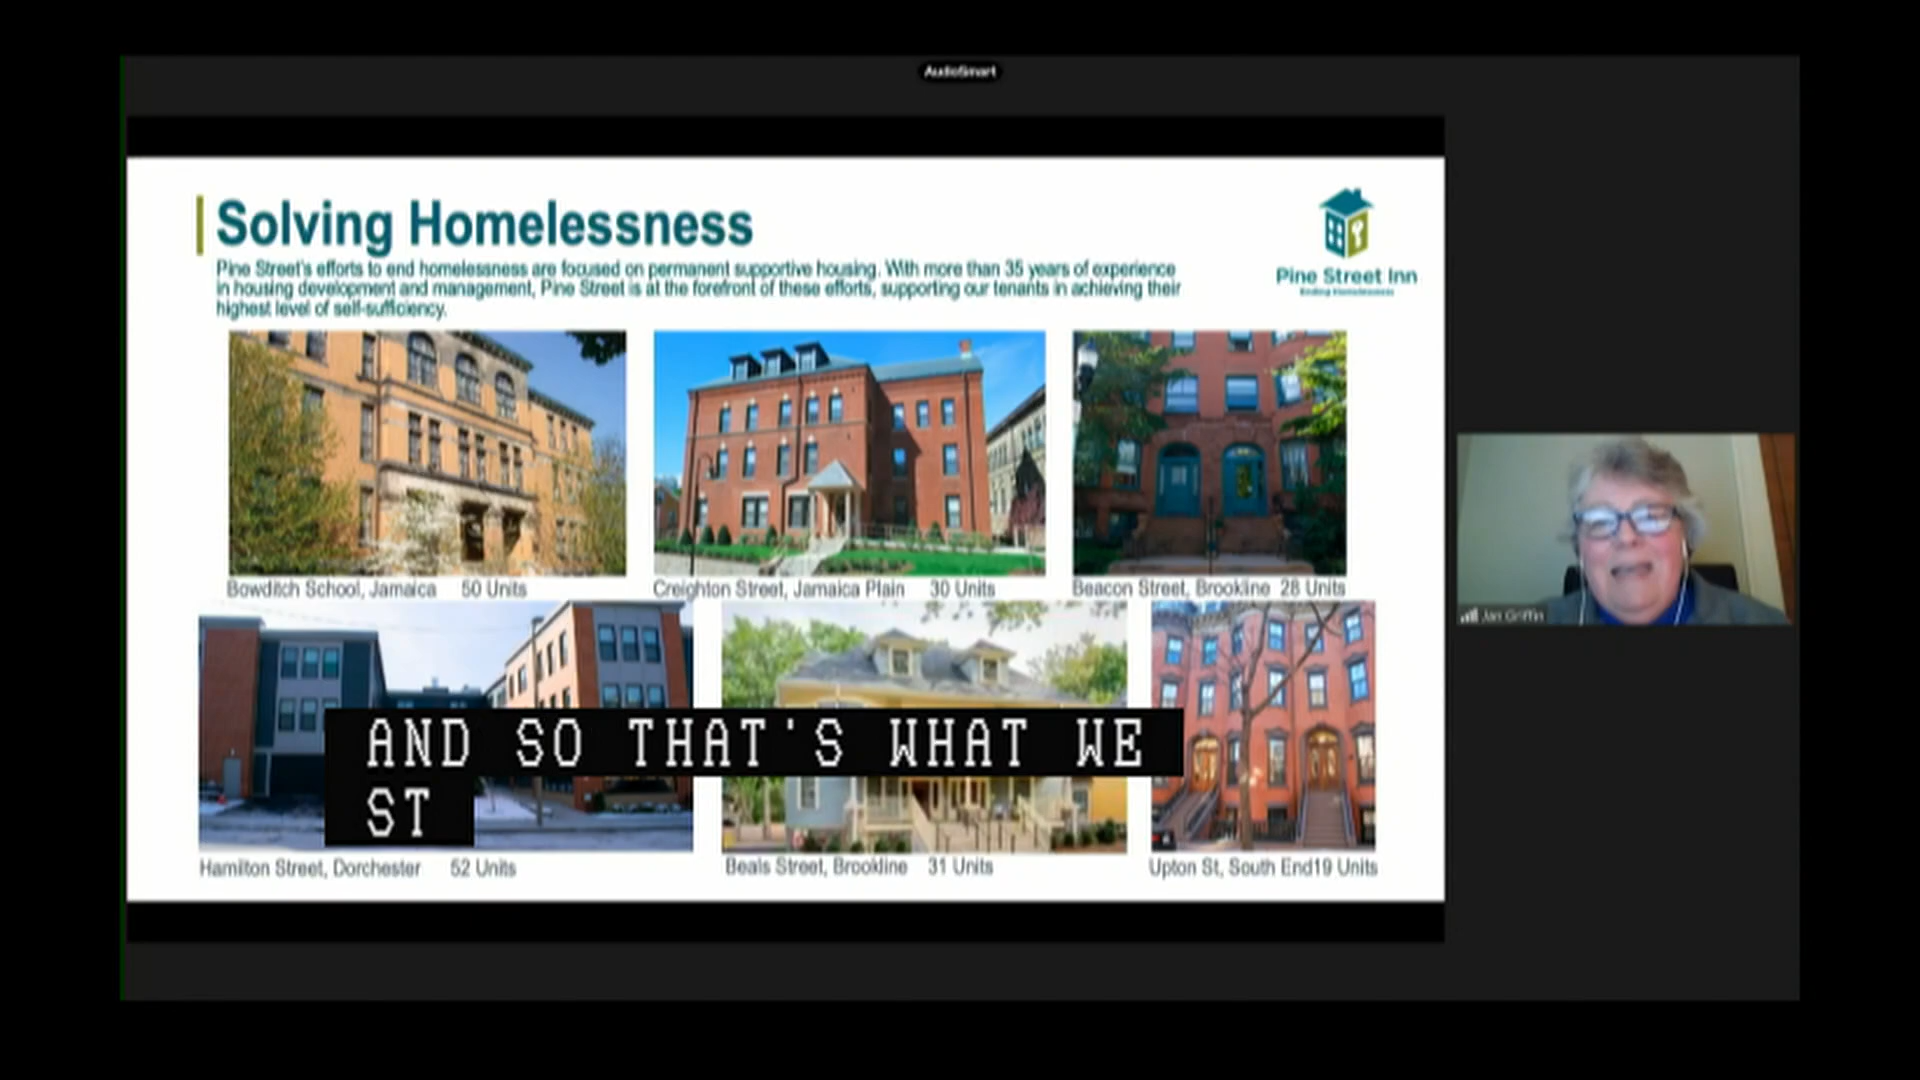 AudioSmart
Solving Homelessness
Pine Street's efforts to end homelessness are focused on permanent supportive housing. With more than 35 years of experience
in housing development and management, Pine Street is at the forefront of these efforts, supporting our tenants in achieving their
highest level of self-sufficiency.
Pine Street Inn
Ending Homelessness
Bowditch School, Jamaica 50 Units
Creighton Street, Jamaica Plain 30 Units
Beacon Street, Brookline 28 Units
Jan Griffin
AND SO THAT'S WHAT WE
ST
Hamilton Street, Dorchester 52 Units
Beals Street, Brookline 31 Units
Upton St, South End19 Units